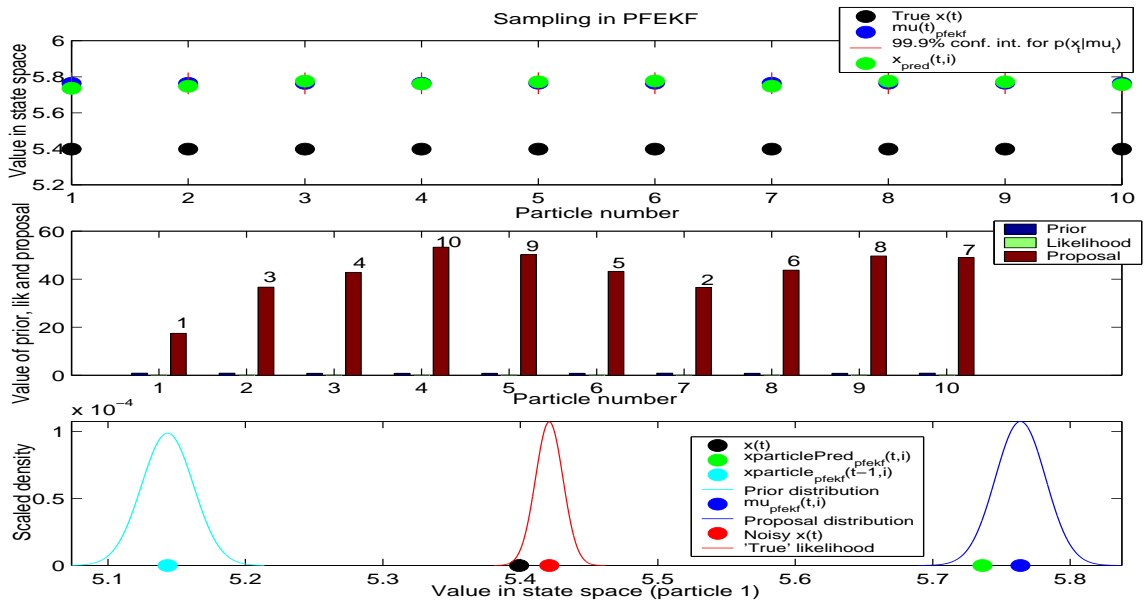 Sampling in PFEKF
True x(t)
mu(t)pfekf
99.9% conf. int. for p(xt|mut)
xpred(t,i)
Value in state space
6
5.8
5.6
5.4
5.2
1 2 3 4 5 6 7 8 9 10
Particle number
Value of prior, lik and proposal
60
40
20
0
Prior
Likelihood
Proposal
1 3 4 10 9 5 2 6 8 7
1 2 3 4 5 6 7 8 9 10
Particle number
x 10−4
Scaled density
1
0.5
0
x(t)
xparticlePredpfekf(t,i)
xparticlepfekf(t−1,i)
Prior distribution
mupfekf(t,i)
Proposal distribution
Noisy x(t)
'True' likelihood
5.1 5.2 5.3 5.4 5.5 5.6 5.7 5.8
Value in state space (particle 1)